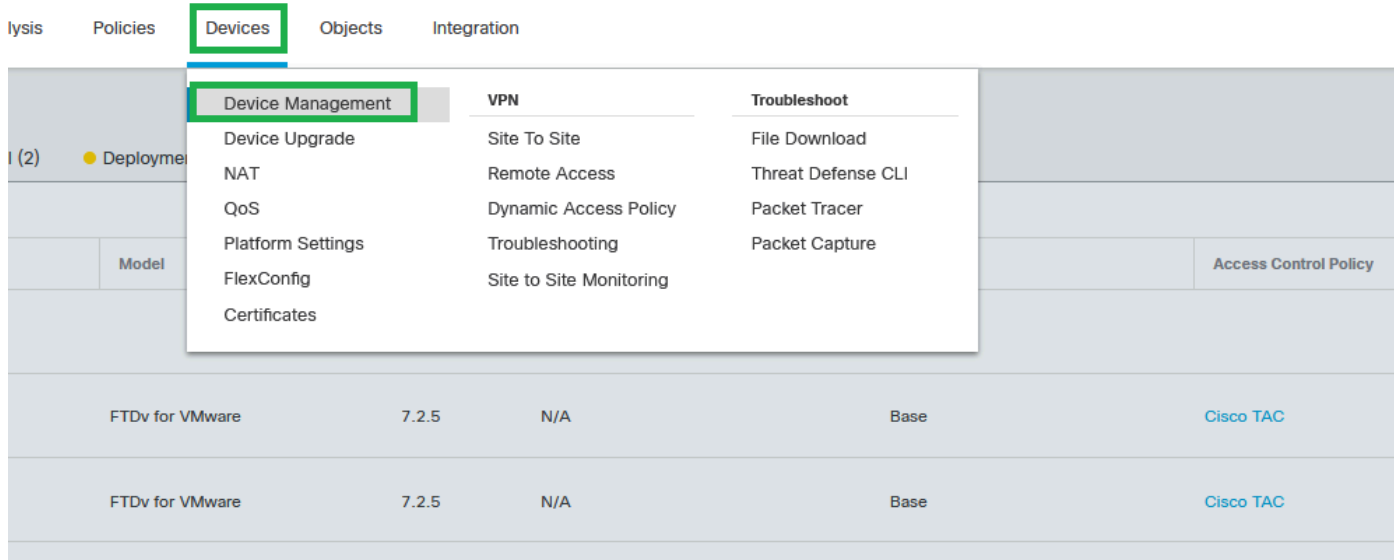 lysis Policies Devices Objects Integration
Device Management VPN Troubleshoot
Device Upgrade Site To Site File Download
l (2) Deploymen
NAT Remote Access Threat Defense CLI
QoS Dynamic Access Policy Packet Tracer
Platform Settings Troubleshooting Packet Capture
Model Access Control Policy
FlexConfig Site to Site Monitoring
Certificates
FTDv for VMware 7.2.5 N/A Base Cisco TAC
FTDv for VMware 7.2.5 N/A Base Cisco TAC